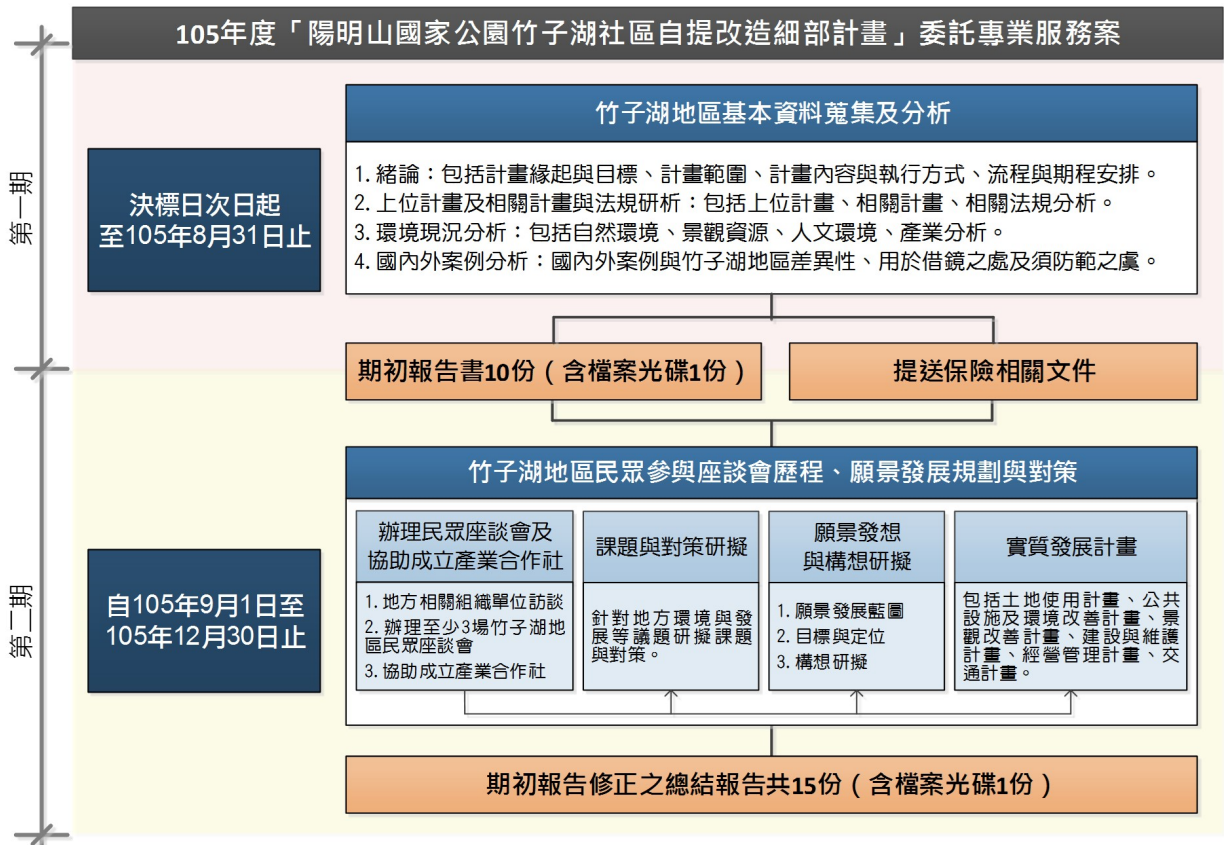 105年度「陽明山國家公園竹子湖社區自提改造細部計畫」委託專業服務案
第一期
決標日次日起
至105年8月31日止
竹子湖地區基本資料蒐集及分析
1. 緒論：包括計畫緣起與目標、計畫範圍、計畫內容與執行方式、流程與期程安排。
2. 上位計畫及相關計畫與法規研析：包括上位計畫、相關計畫、相關法規分析。
3. 環境現況分析：包括自然環境、景觀資源、人文環境、產業分析。
4. 國內外案例分析：國內外案例與竹子湖地區差異性、用於借鏡之處及須防範之虞。
期初報告書10份（含檔案光碟1份）
提送保險相關文件
第二期
自105年9月1日至
105年12月30日止
竹子湖地區民眾參與座談會歷程、願景發展規劃與對策
辦理民眾座談會及
協助成立產業合作社
1. 地方相關組織單位訪談
2. 辦理至少3場竹子湖地
區民眾座談會
3. 協助成立產業合作社
課題與對策研擬
針對地方環境與發
展等議題研擬課題
與對策。
願景發想
與構想研擬
1. 願景發展藍圖
2. 目標與定位
3. 構想研擬
實質發展計畫
包括土地使用計畫、公共
設施及環境改善計畫、景
觀改善計畫、建設與維護
計畫、經營管理計畫、交
通計畫。
期初報告修正之總結報告共15份（含檔案光碟1份）